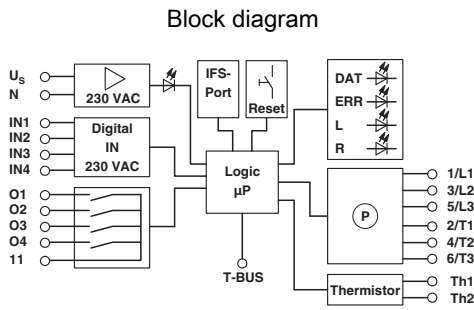 Block diagram
U_S
N
230 VAC
IFS-
Port
Reset
DAT
ERR
L
R
IN1
IN2
IN3
IN4
Digital
IN
230 VAC
Logic
µP
O1
O2
O3
O4
11
T-BUS
P
1/L1
3/L2
5/L3
2/T1
4/T2
6/T3
Thermistor
Th1
Th2